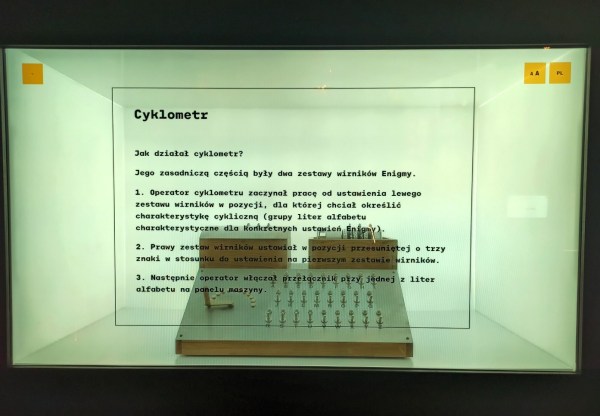 A A
PL
Cyklometr
Jak działał cyklometr?
Jego zasadniczą częścią były dwa zestawy wirników Enigmy.
1. Operator cyklometru zaczynał pracę od ustawienia lewego
zestawu wirników w pozycji, dla której chciał określić
charakterystykę cykliczną (grupy liter alfabetu
charakterystyczne dla konkretnych ustawień Enigmy).
2. Prawy zestaw wirników ustawiał w pozycji przesuniętej o trzy
znaki w stosunku do ustawienia na pierwszym zestawie wirników.
3. Następnie operator włączał przełącznik przy jednej z liter
alfabetu na panelu maszyny.